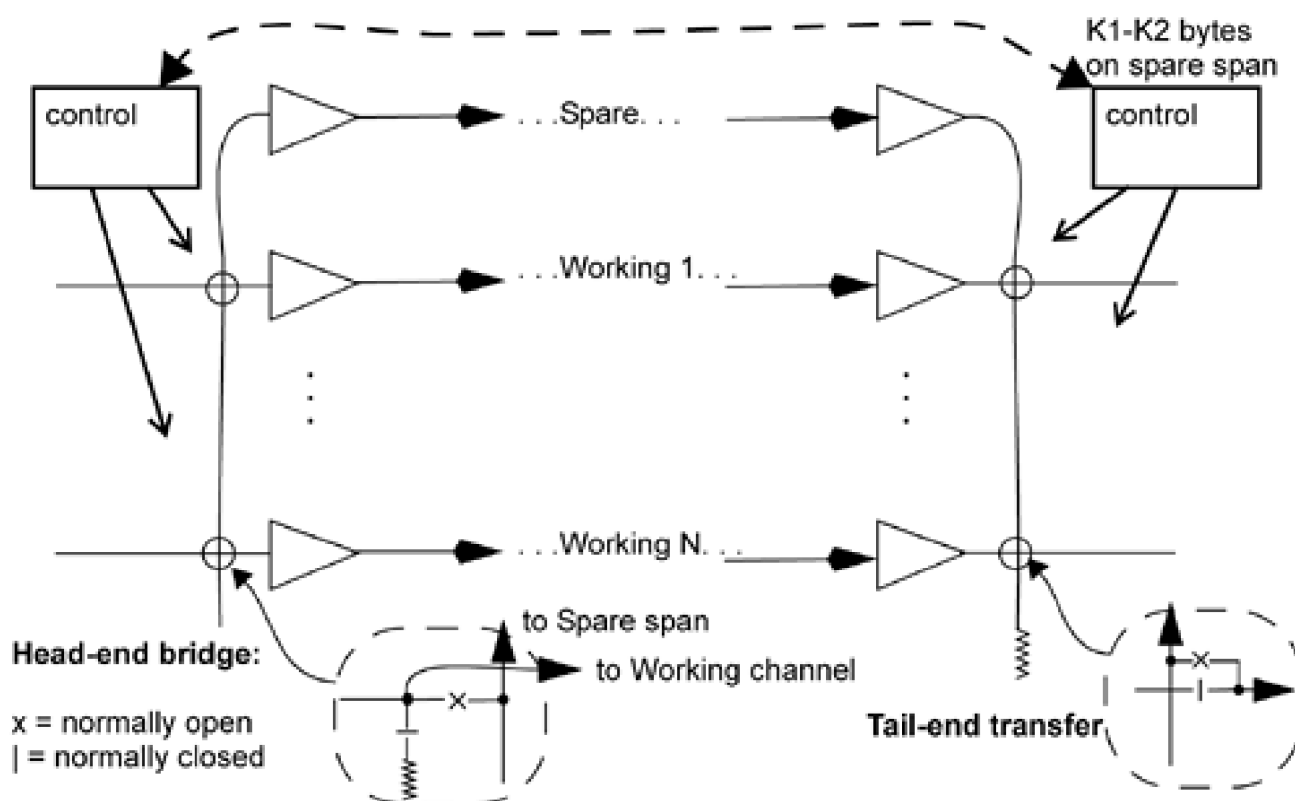 K1-K2 bytes
on spare span
control
control
. . .Spare. . .
. . .Working 1. . .
. . .Working N. . .
to Spare span
Head-end bridge:
to Working channel
x = normally open
| = normally closed
Tail-end transfer